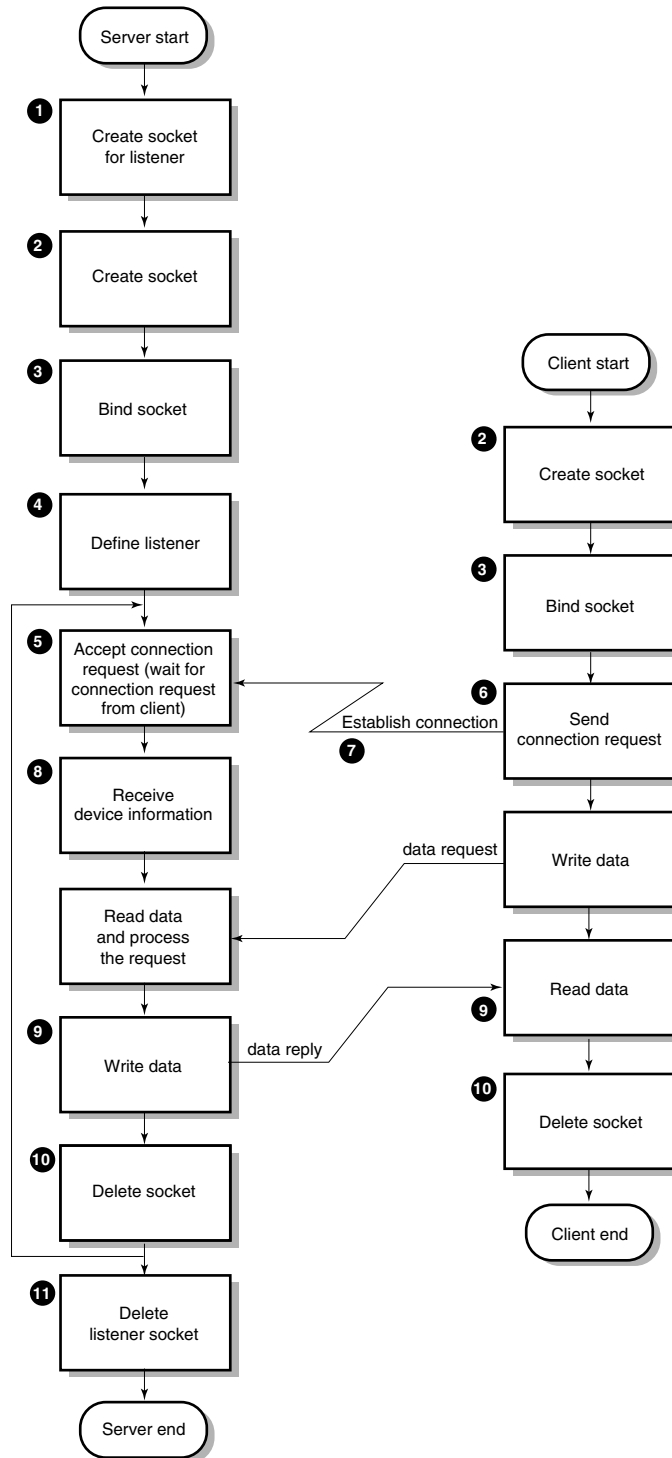 Server start
1
Create socket
for listener
2
Create socket
3
Bind socket
4
Define listener
5
Accept connection
request (wait for
connection request
from client)
8
Receive
device information
Read data
and process
the request
9
Write data
10
Delete socket
11
Delete
listener socket
Server end
Client start
2
Create socket
3
Bind socket
6
Send
connection request
Establish connection
7
Write data
data request
Read data
9
data reply
10
Delete socket
Client end